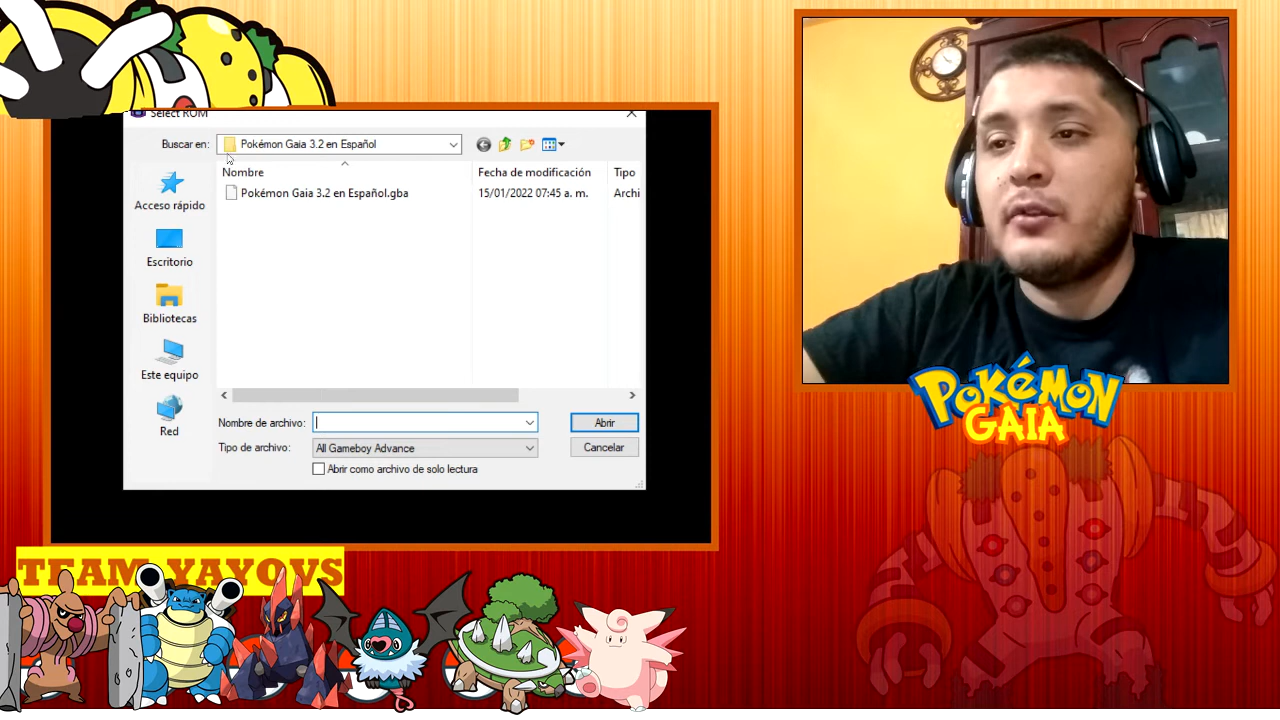 Select ROM
Buscar en: Pokémon Gaia 3.2 en Español
Nombre Fecha de modificación Tipo
Pokémon Gaia 3.2 en Español.gba 15/01/2022 07:45 a. m. Archi
Acceso rápido
Escritorio
Bibliotecas
Este equipo
Red
Nombre de archivo: Abrir
Tipo de archivo: All Gameboy Advance Cancelar
Abrir como archivo de solo lectura
POKéMON
GAIA
TEAM YAYOVS